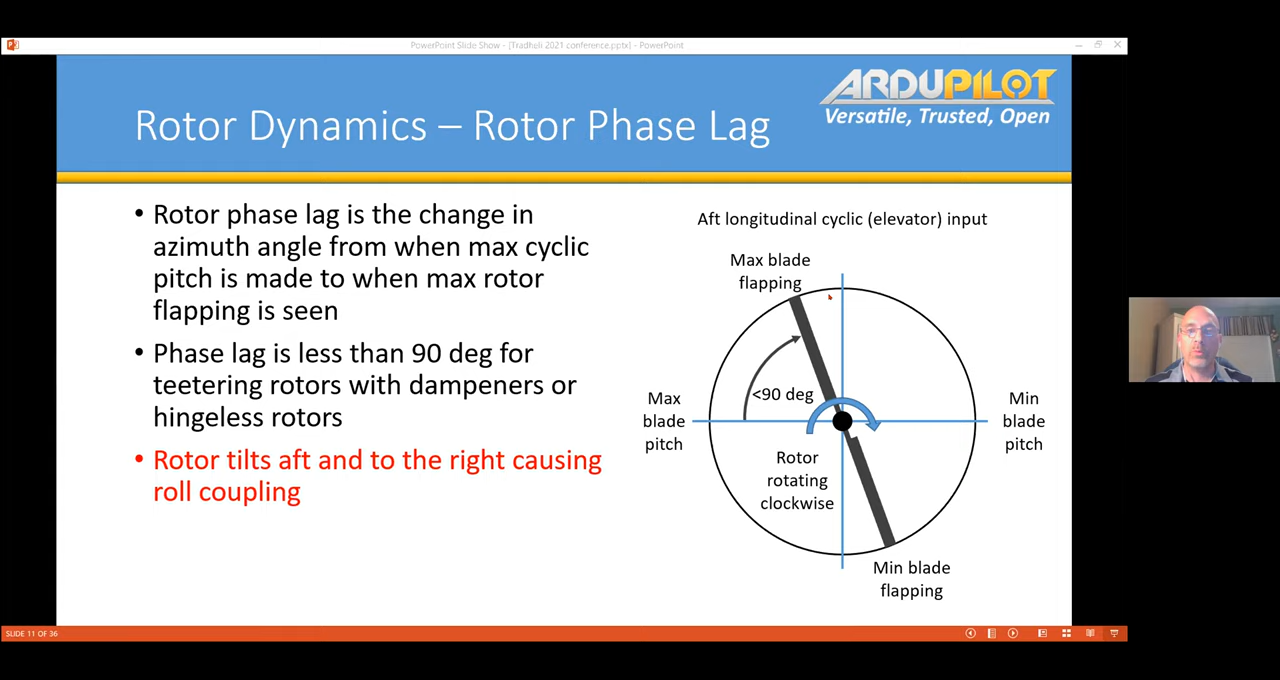 PowerPoint Slide Show - [Tradheli 2021 conference.pptx] - PowerPoint
ARDUPILOT
Versatile, Trusted, Open
Rotor Dynamics – Rotor Phase Lag
• Rotor phase lag is the change in
azimuth angle from when max cyclic
pitch is made to when max rotor
flapping is seen
• Phase lag is less than 90 deg for
teetering rotors with dampeners or
hingeless rotors
• Rotor tilts aft and to the right causing
roll coupling
Aft longitudinal cyclic (elevator) input
Max blade
flapping
<90 deg
Max
blade
pitch
Min
blade
pitch
Rotor
rotating
clockwise
Min blade
flapping
SLIDE 11 OF 36